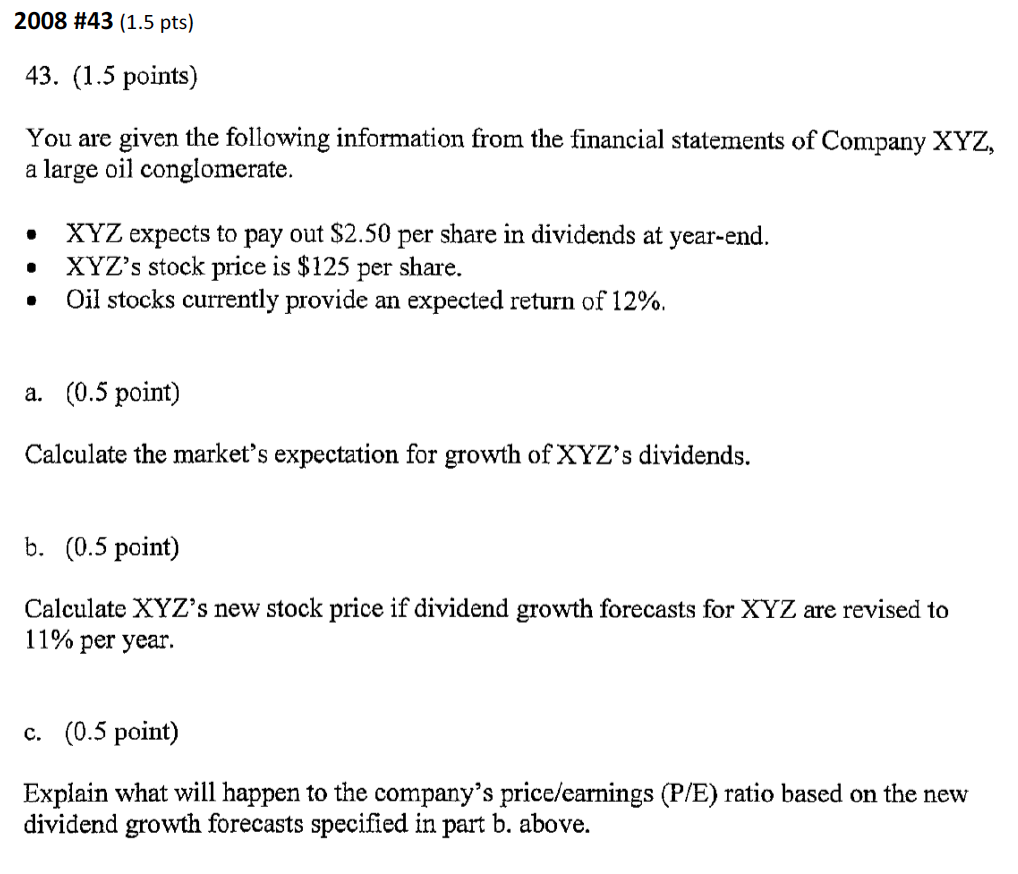 2008 #43 (1.5 pts)
43. (1.5 points)
You are given the following information from the financial statements of Company XYZ,
a large oil conglomerate.
• XYZ expects to pay out $2.50 per share in dividends at year-end.
• XYZ's stock price is $125 per share.
• Oil stocks currently provide an expected return of 12%.
a. (0.5 point)
Calculate the market's expectation for growth of XYZ's dividends.
b. (0.5 point)
Calculate XYZ's new stock price if dividend growth forecasts for XYZ are revised to
11% per year.
c. (0.5 point)
Explain what will happen to the company's price/earnings (P/E) ratio based on the new
dividend growth forecasts specified in part b. above.